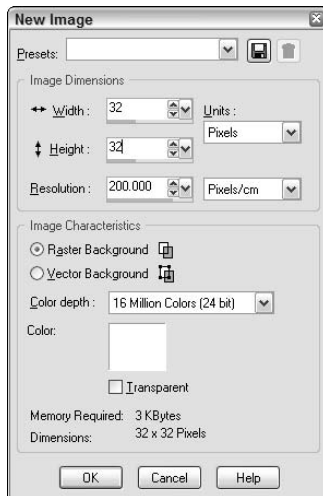 New Image
Presets:
Image Dimensions
Width : 32 Units :
Pixels
Height : 32
Resolution : 200.000 Pixels/cm
Image Characteristics
Raster Background
Vector Background
Color depth : 16 Million Colors (24 bit)
Color:
Transparent
Memory Required: 3 KBytes
Dimensions: 32 x 32 Pixels
OK Cancel Help